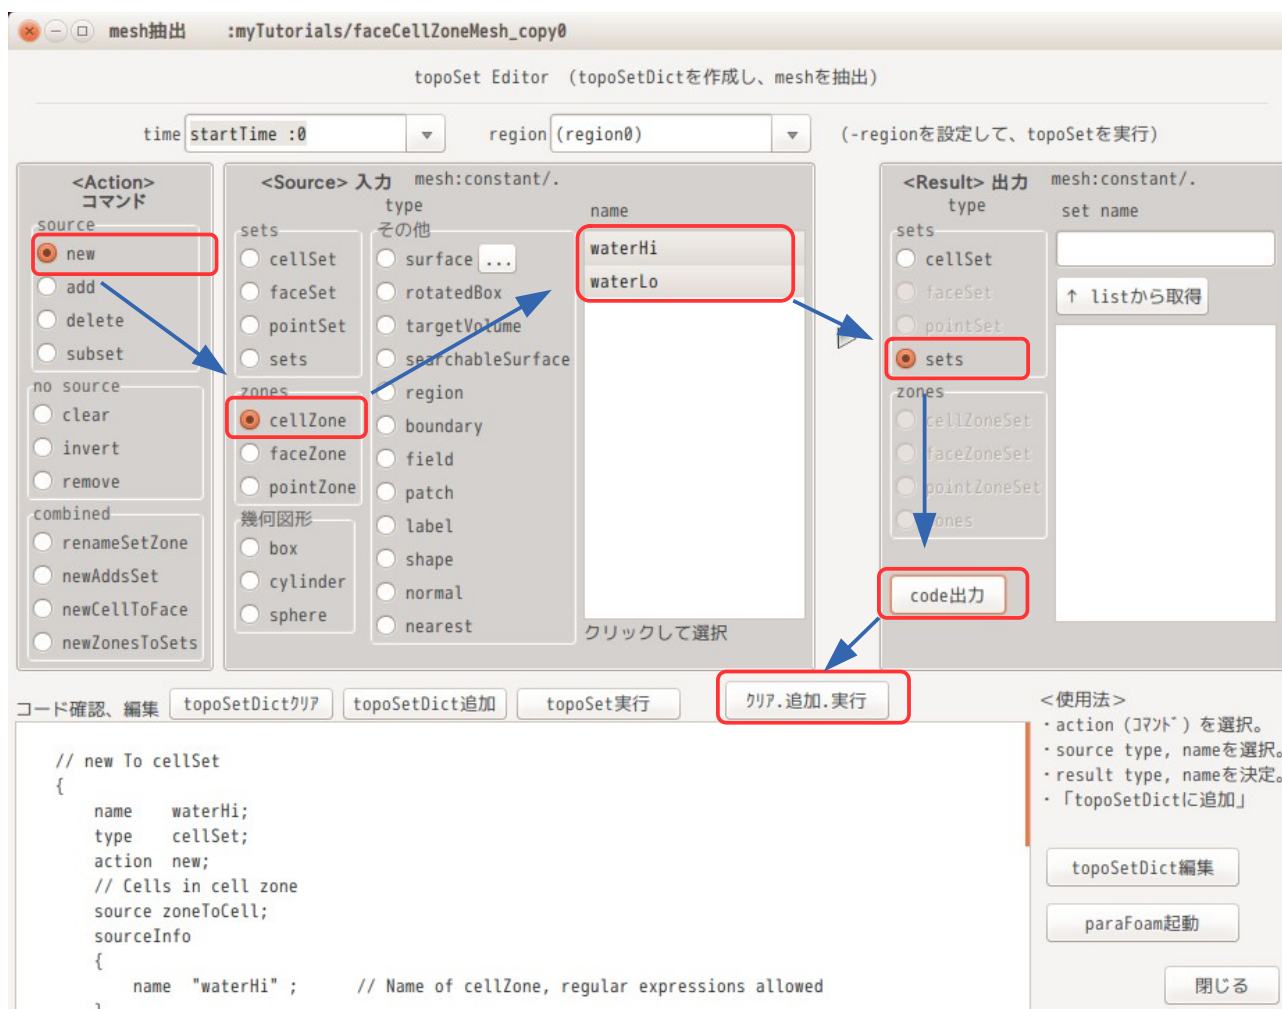 mesh抽出 :myTutorials/faceCellZoneMesh_copy0
topoSet Editor （topoSetDictを作成し、meshを抽出）
time startTime :0 region (region0) (-regionを設定して、topoSetを実行)
<Action>
コマンド
source
new
add
delete
subset
no source
clear
invert
remove
combined
renameSetZone
newAddsSet
newCellToFace
newZonesToSets
<Source> 入力 mesh:constant/.
type
sets
cellSet
faceSet
pointSet
sets
zones
cellZone
faceZone
pointZone
幾何図形
box
cylinder
sphere
その他
surface ...
rotatedBox
targetVolume
searchableSurface
region
boundary
field
patch
label
shape
normal
nearest
name
waterHi
waterLo
クリックして選択
<Result> 出力 mesh:constant/.
type
sets
cellSet
faceSet
pointSet
sets
zones
cellZoneSet
faceZoneSet
pointZoneSet
zones
code出力
set name
↑ listから取得
コード確認、編集 topoSetDictｸﾘｱ topoSetDict追加 topoSet実行 ｸﾘｱ.追加.実行
// new To cellSet
{
name waterHi;
type cellSet;
action new;
// Cells in cell zone
source zoneToCell;
sourceInfo
{
name "waterHi" ; // Name of cellZone, regular expressions allowed
}
＜使用法＞
・action（ｺﾏﾝﾄﾞ）を選択。
・source type, nameを選択。
・result type, nameを決定。
・「topoSetDictに追加」
topoSetDict編集
paraFoam起動
閉じる